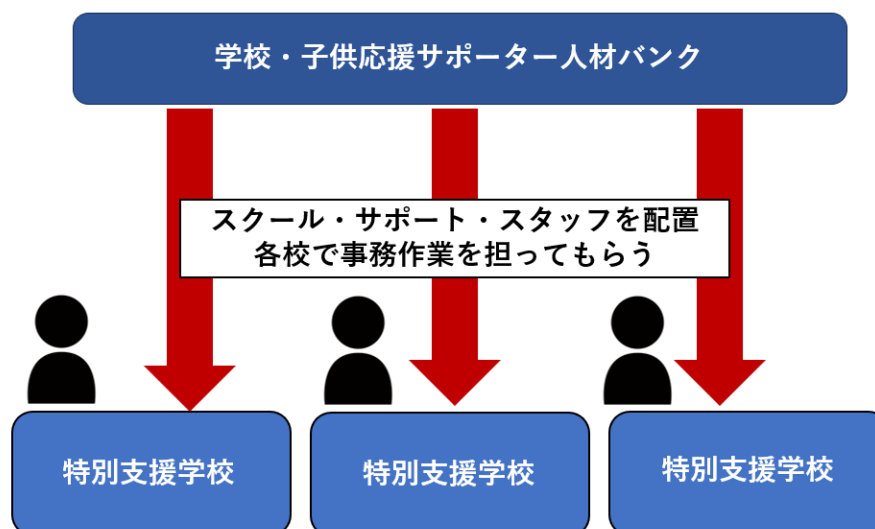 学校・子供応援サポーター人材バンク
スクール・サポート・スタッフを配置
各校で事務作業を担ってもらう
特別支援学校
特別支援学校
特別支援学校